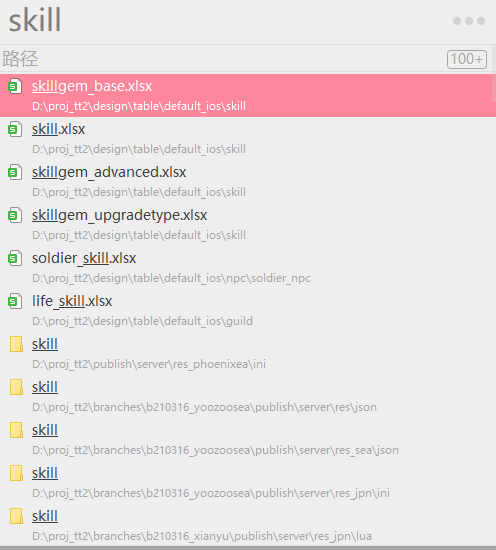 skill
路径
100+
skillgem_base.xlsx
D:\proj_tt2\design\table\default_ios\skill
skill.xlsx
D:\proj_tt2\design\table\default_ios\skill
skillgem_advanced.xlsx
D:\proj_tt2\design\table\default_ios\skill
skillgem_upgradetype.xlsx
D:\proj_tt2\design\table\default_ios\skill
soldier_skill.xlsx
D:\proj_tt2\design\table\default_ios\npc\soldier_npc
life_skill.xlsx
D:\proj_tt2\design\table\default_ios\guild
skill
D:\proj_tt2\publish\server\res_phoenixea\ini
skill
D:\proj_tt2\branches\b210316_yoozoosea\publish\server\res\json
skill
D:\proj_tt2\branches\b210316_yoozoosea\publish\server\res_sea\json
skill
D:\proj_tt2\branches\b210316_yoozoosea\publish\server\res_jpn\ini
skill
D:\proj_tt2\branches\b210316_xianyu\publish\server\res_jpn\lua